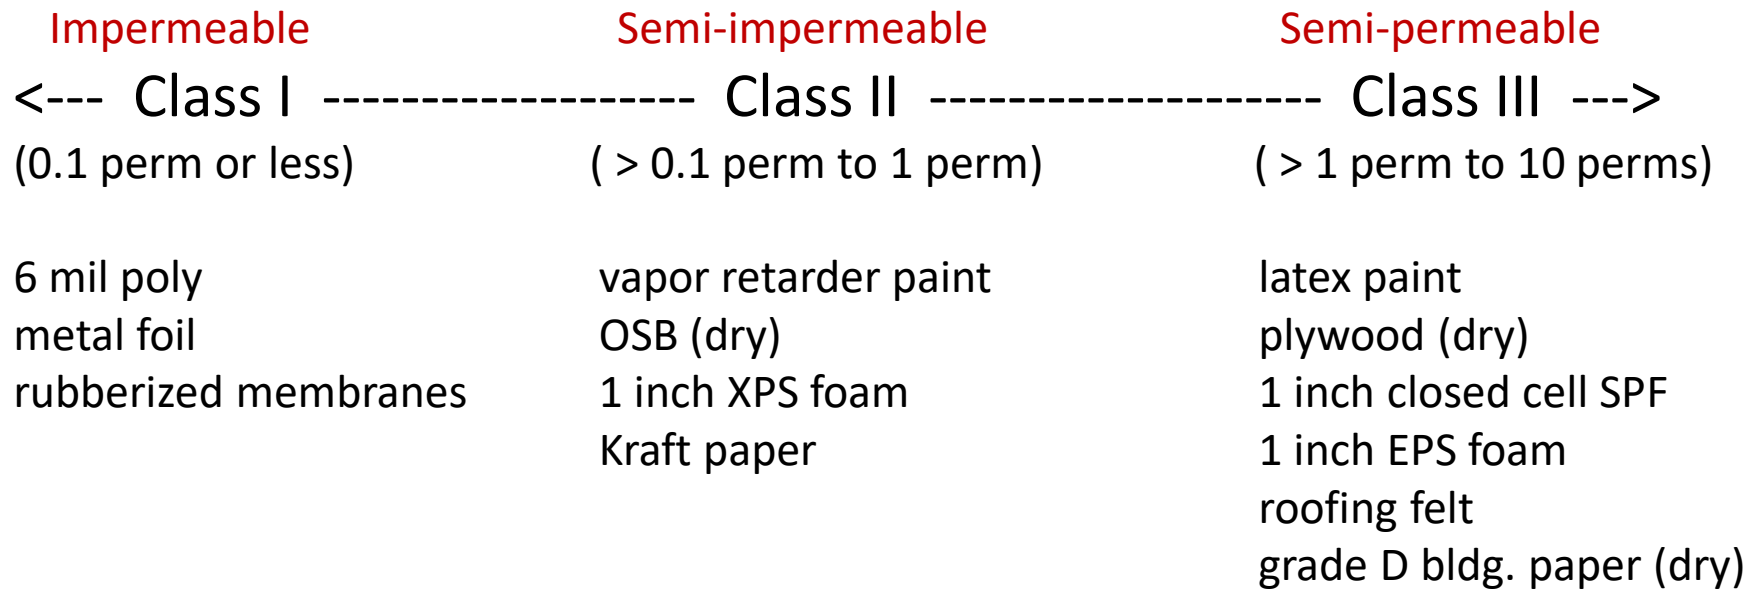 Impermeable Semi-impermeable Semi-permeable
<--- Class I ------------------- Class II -------------------- Class III --->
(0.1 perm or less) ( > 0.1 perm to 1 perm) ( > 1 perm to 10 perms)
6 mil poly vapor retarder paint latex paint
metal foil OSB (dry) plywood (dry)
rubberized membranes 1 inch XPS foam 1 inch closed cell SPF
Kraft paper 1 inch EPS foam
roofing felt
grade D bldg. paper (dry)